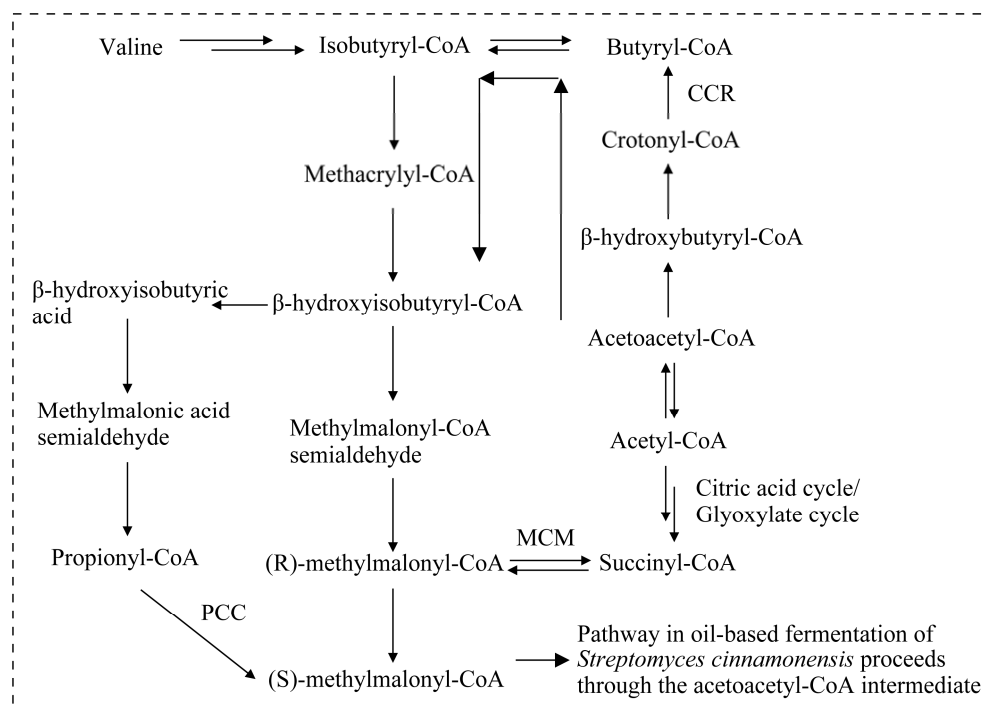 Valine
Isobutyryl-CoA
Butyryl-CoA
CCR
Crotonyl-CoA
Methacrylyl-CoA
β-hydroxybutyryl-CoA
β-hydroxyisobutyric
acid
β-hydroxyisobutyryl-CoA
Acetoacetyl-CoA
Methylmalonic acid
semialdehyde
Methylmalonyl-CoA
semialdehyde
Acetyl-CoA
Citric acid cycle/
Glyoxylate cycle
Propionyl-CoA
(R)-methylmalonyl-CoA
MCM
Succinyl-CoA
PCC
(S)-methylmalonyl-CoA
Pathway in oil-based fermentation of
Streptomyces cinnamonensis proceeds
through the acetoacetyl-CoA intermediate